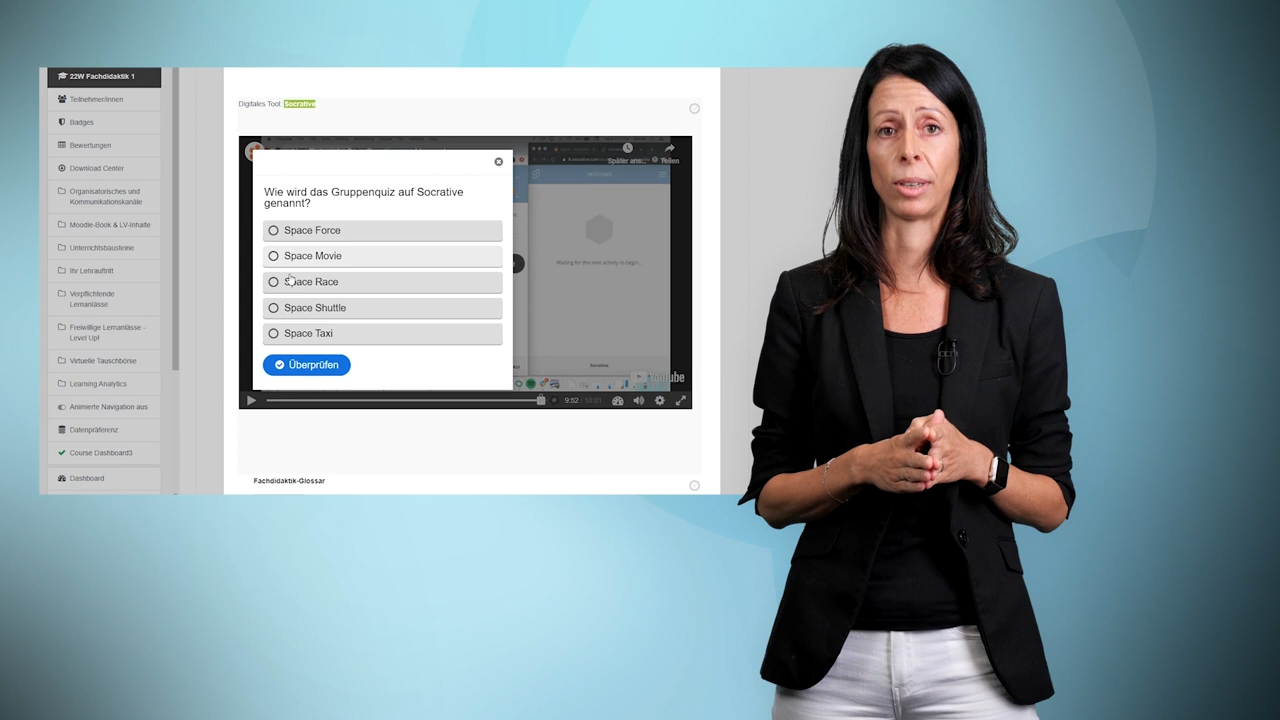 22W Fachdidaktik 1
Teilnehmer/innen
Badges
Bewertungen
Download Center
Organisatorisches und
Kommunikationskanäle
Moodle-Book & LV-Inhalte
Unterrichtsbausteine
Ihr Lehrauftritt
Verpflichtende
Lernanlässe
Freiwillige Lernanlässe -
Level Up!
Virtuelle Tauschbörse
Learning Analytics
Animierte Navigation aus
Datenpräferenz
Course Dashboard3
Dashboard
Digitales Tool: Socrative
Später ans...
Teilen
Wie wird das Gruppenquiz auf Socrative
genannt?
Space Force
Space Movie
Space Race
Space Shuttle
Space Taxi
Überprüfen
Waiting for the next activity to begin...
Socrative
YouTube
9:52 / 10:01
Fachdidaktik-Glossar